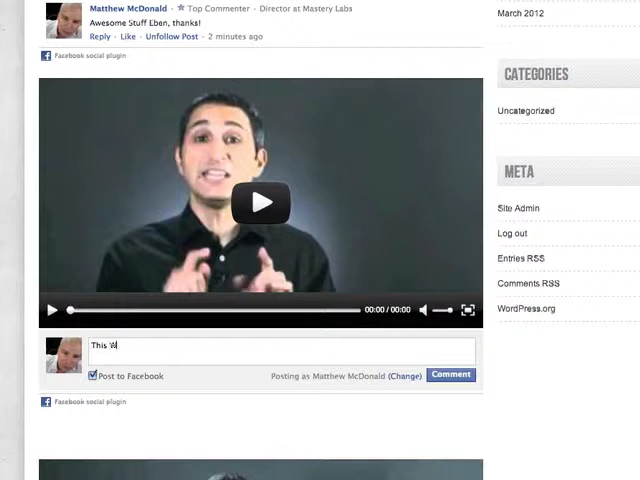 Matthew McDonald · Top Commenter · Director at Mastery Labs
Awesome Stuff Eben, thanks!
Reply · Like · Unfollow Post · 2 minutes ago
Facebook social plugin
00:00 / 00:00
This
Post to Facebook
Posting as Matthew McDonald (Change)
Comment
Facebook social plugin
March 2012
CATEGORIES
Uncategorized
META
Site Admin
Log out
Entries RSS
Comments RSS
WordPress.org